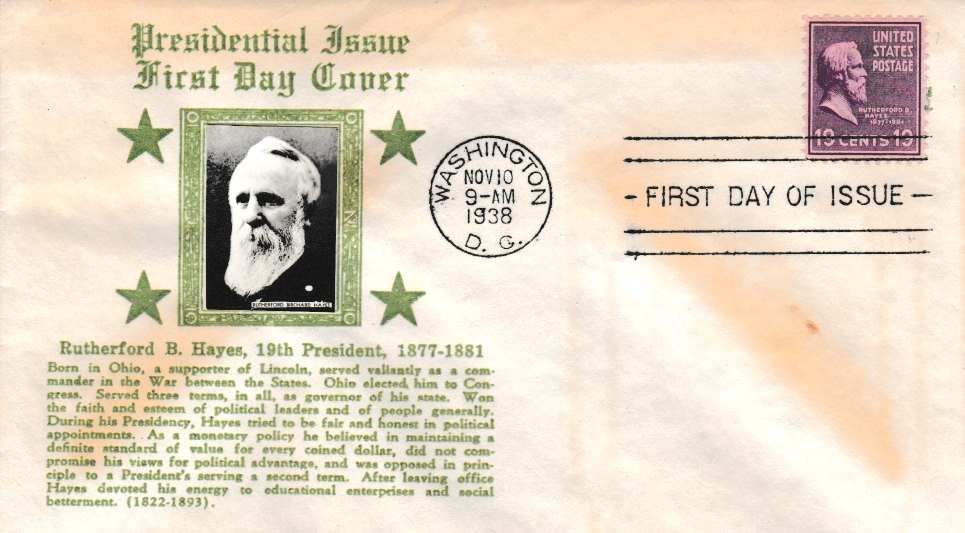 Presidential Issue
First Day Cover
RUTHERFORD BIRCHARD HAYES
Rutherford B. Hayes, 19th President, 1877-1881
Born in Ohio, a supporter of Lincoln, served valiantly as a com-
mander in the War between the States. Ohio elected him to Con-
gress. Served three terms, in all, as governor of his state. Won
the faith and esteem of political leaders and of people generally.
During his Presidency, Hayes tried to be fair and honest in political
appointments. As a monetary policy he believed in maintaining a
definite standard of value for every coined dollar, did not com-
promise his views for political advantage, and was opposed in prin-
ciple to a President's serving a second term. After leaving office
Hayes devoted his energy to educational enterprises and social
betterment. (1822-1893).
WASHINGTON
NOV 10
9-AM
1938
D. C.
UNITED
STATES
POSTAGE
RUTHERFORD B.
HAYES
1877-1881
19 CENTS 19
- FIRST DAY OF ISSUE -